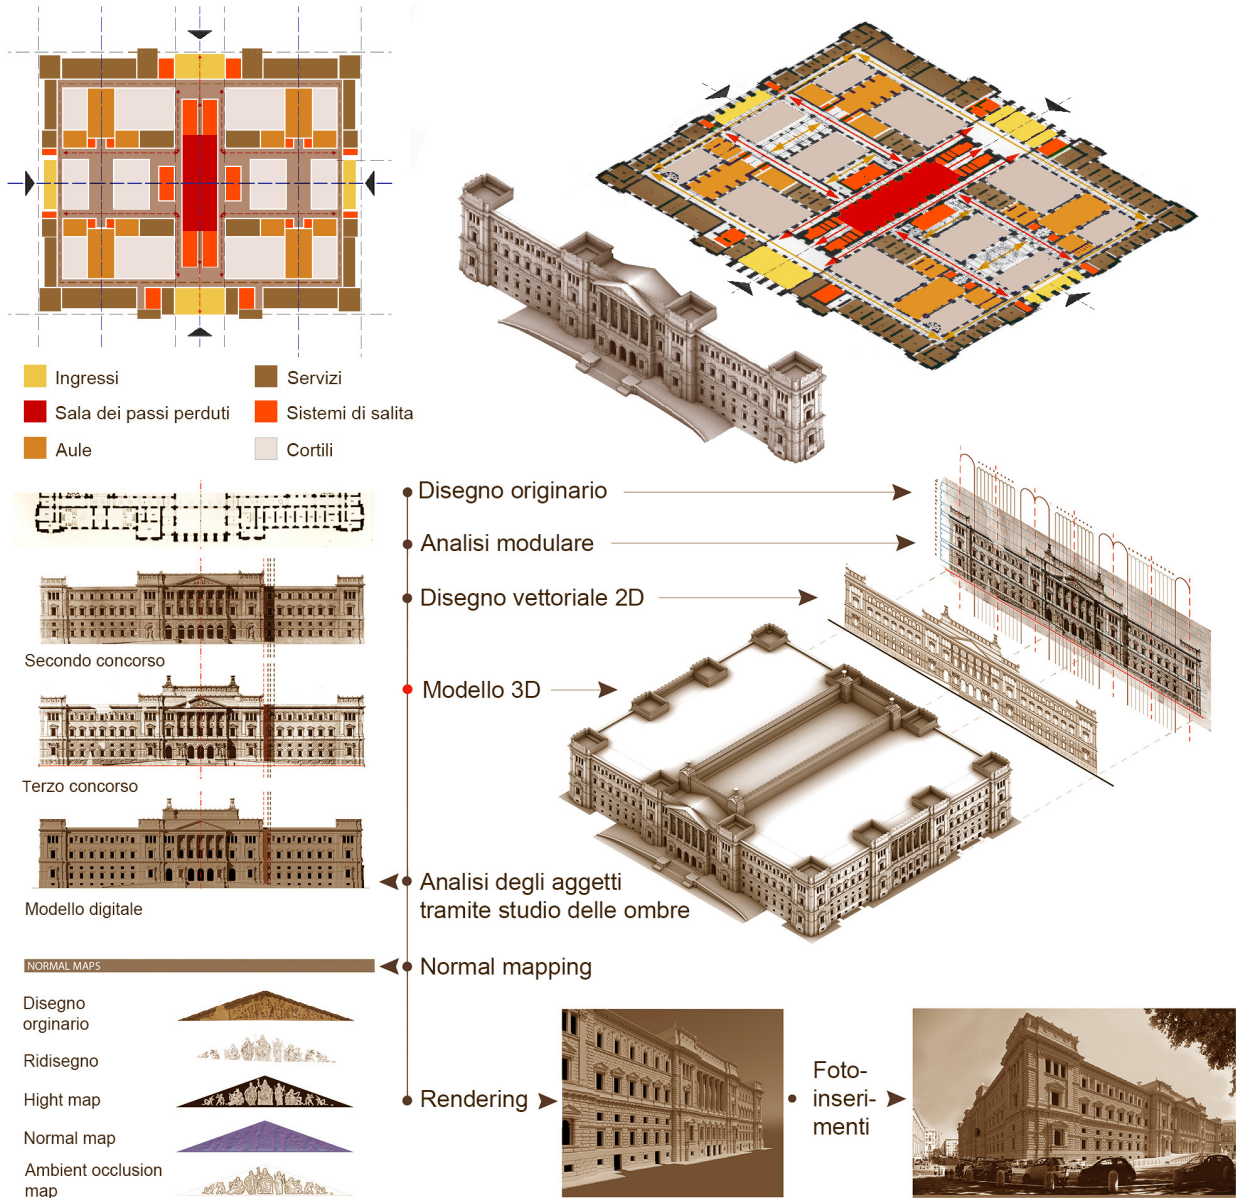 Ingressi
Servizi
Sala dei passi perduti
Sistemi di salita
Aule
Cortili
Disegno originario
Analisi modulare
Disegno vettoriale 2D
Secondo concorso
Modello 3D
Terzo concorso
Analisi degli aggetti
tramite studio delle ombre
Modello digitale
NORMAL MAPS
Normal mapping
Disegno
orginario
Ridisegno
Hight map
Normal map
Ambient occlusion
map
Rendering
Foto-
inseri-
menti